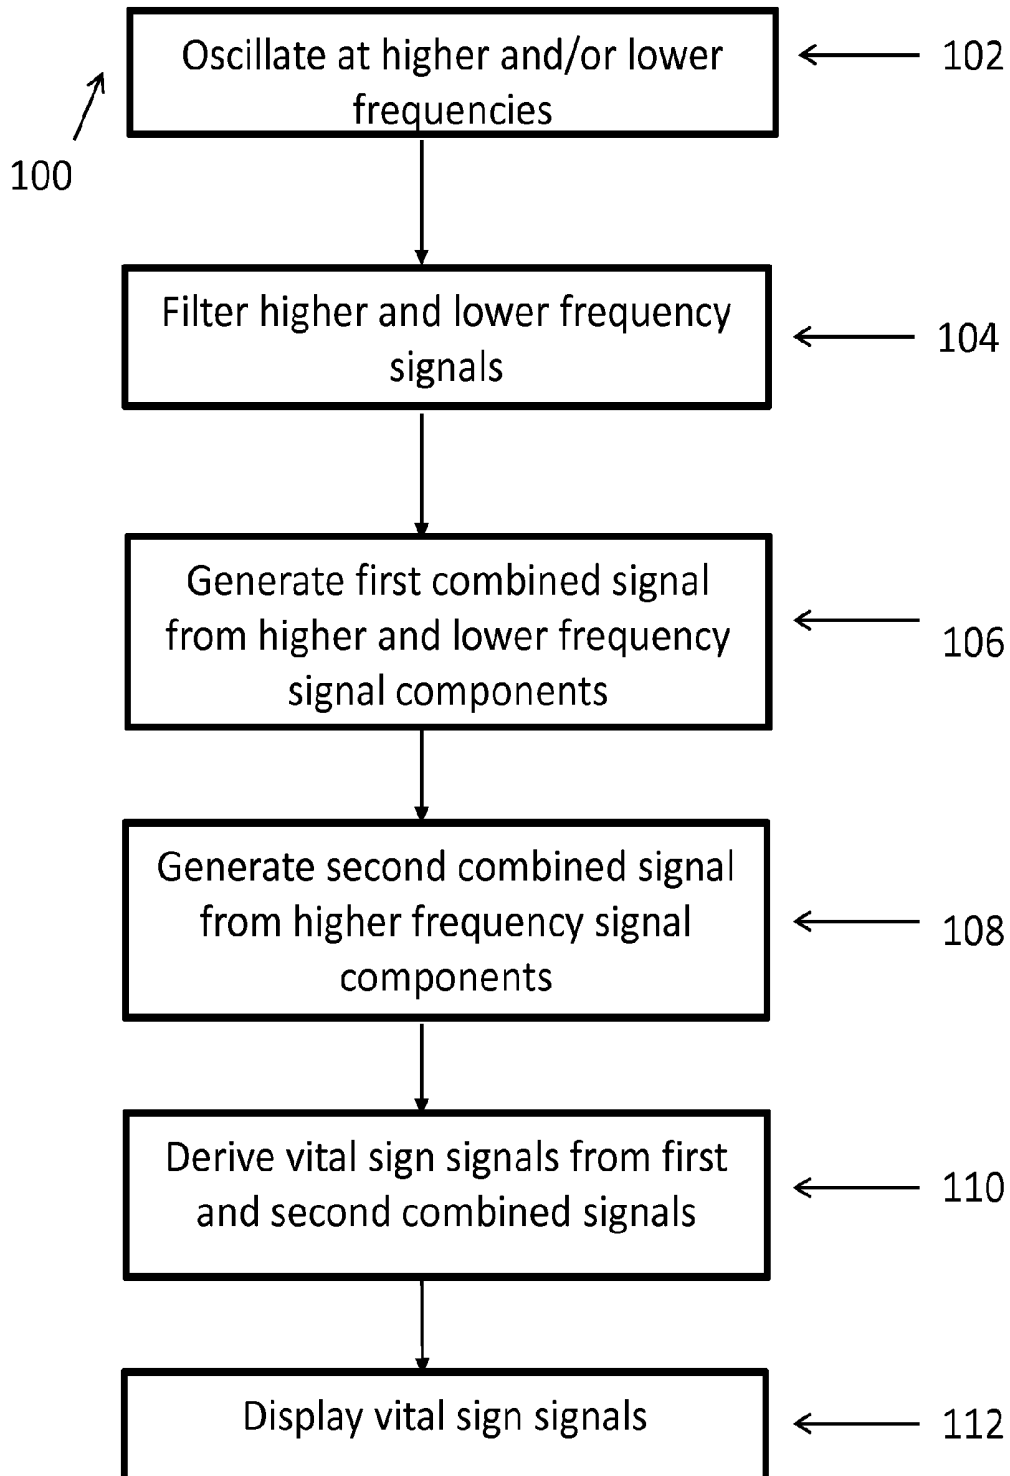 Oscillate at higher and/or lower
frequencies
102
100
Filter higher and lower frequency
signals
104
Generate first combined signal
from higher and lower frequency
signal components
106
Generate second combined signal
from higher frequency signal
components
108
Derive vital sign signals from first
and second combined signals
110
Display vital sign signals
112